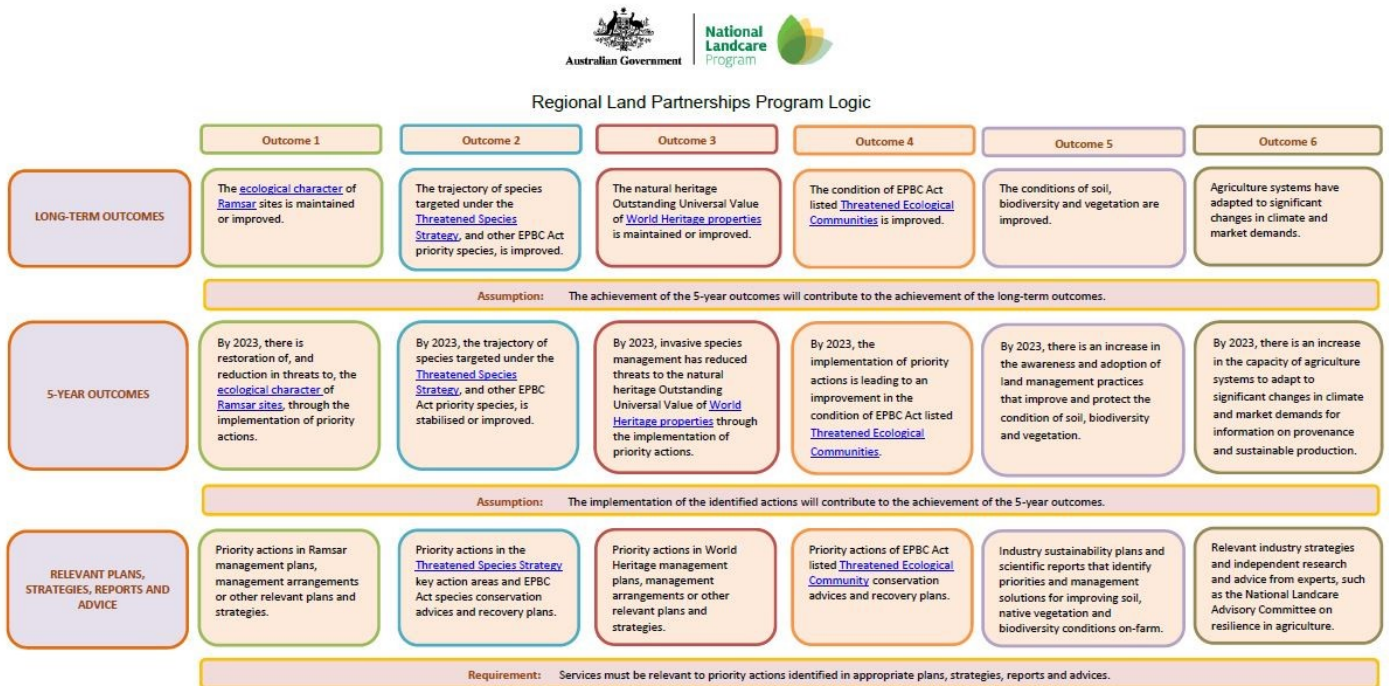 Australian Government
National
Landcare
Program
Regional Land Partnerships Program Logic
Outcome 1
Outcome 2
Outcome 3
Outcome 4
Outcome 5
Outcome 6
LONG-TERM OUTCOMES
The ecological character of
Ramsar sites is maintained
or improved.
The trajectory of species
targeted under the
Threatened Species
Strategy, and other EPBC Act
priority species, is improved.
The natural heritage
Outstanding Universal Value
of World Heritage properties
is maintained or improved.
The condition of EPBC Act
listed Threatened Ecological
Communities is improved.
The conditions of soil,
biodiversity and vegetation are
improved.
Agriculture systems have
adapted to significant
changes in climate and
market demands.
Assumption: The achievement of the 5-year outcomes will contribute to the achievement of the long-term outcomes.
5-YEAR OUTCOMES
By 2023, there is
restoration of, and
reduction in threats to, the
ecological character of
Ramsar sites, through the
implementation of priority
actions.
By 2023, the trajectory of
species targeted under the
Threatened Species
Strategy, and other EPBC
Act priority species, is
stabilised or improved.
By 2023, invasive species
management has reduced
threats to the natural
heritage Outstanding
Universal Value of World
Heritage properties through
the implementation of
priority actions.
By 2023, the
implementation of priority
actions is leading to an
improvement in the
condition of EPBC Act listed
Threatened Ecological
Communities.
By 2023, there is an increase in
the awareness and adoption of
land management practices
that improve and protect the
condition of soil, biodiversity
and vegetation.
By 2023, there is an increase
in the capacity of agriculture
systems to adapt to
significant changes in climate
and market demands for
information on provenance
and sustainable production.
Assumption: The implementation of the identified actions will contribute to the achievement of the 5-year outcomes.
RELEVANT PLANS,
STRATEGIES, REPORTS AND
ADVICE
Priority actions in Ramsar
management plans,
management arrangements
or other relevant plans and
strategies.
Priority actions in the
Threatened Species Strategy
key action areas and EPBC
Act species conservation
advices and recovery plans.
Priority actions in World
Heritage management
plans, management
arrangements or other
relevant plans and
strategies.
Priority actions of EPBC Act
listed Threatened Ecological
Community conservation
advices and recovery plans.
Industry sustainability plans and
scientific reports that identify
priorities and management
solutions for improving soil,
native vegetation and
biodiversity conditions on-farm.
Relevant industry strategies
and independent research
and advice from experts, such
as the National Landcare
Advisory Committee on
resilience in agriculture.
Requirement: Services must be relevant to priority actions identified in appropriate plans, strategies, reports and advices.